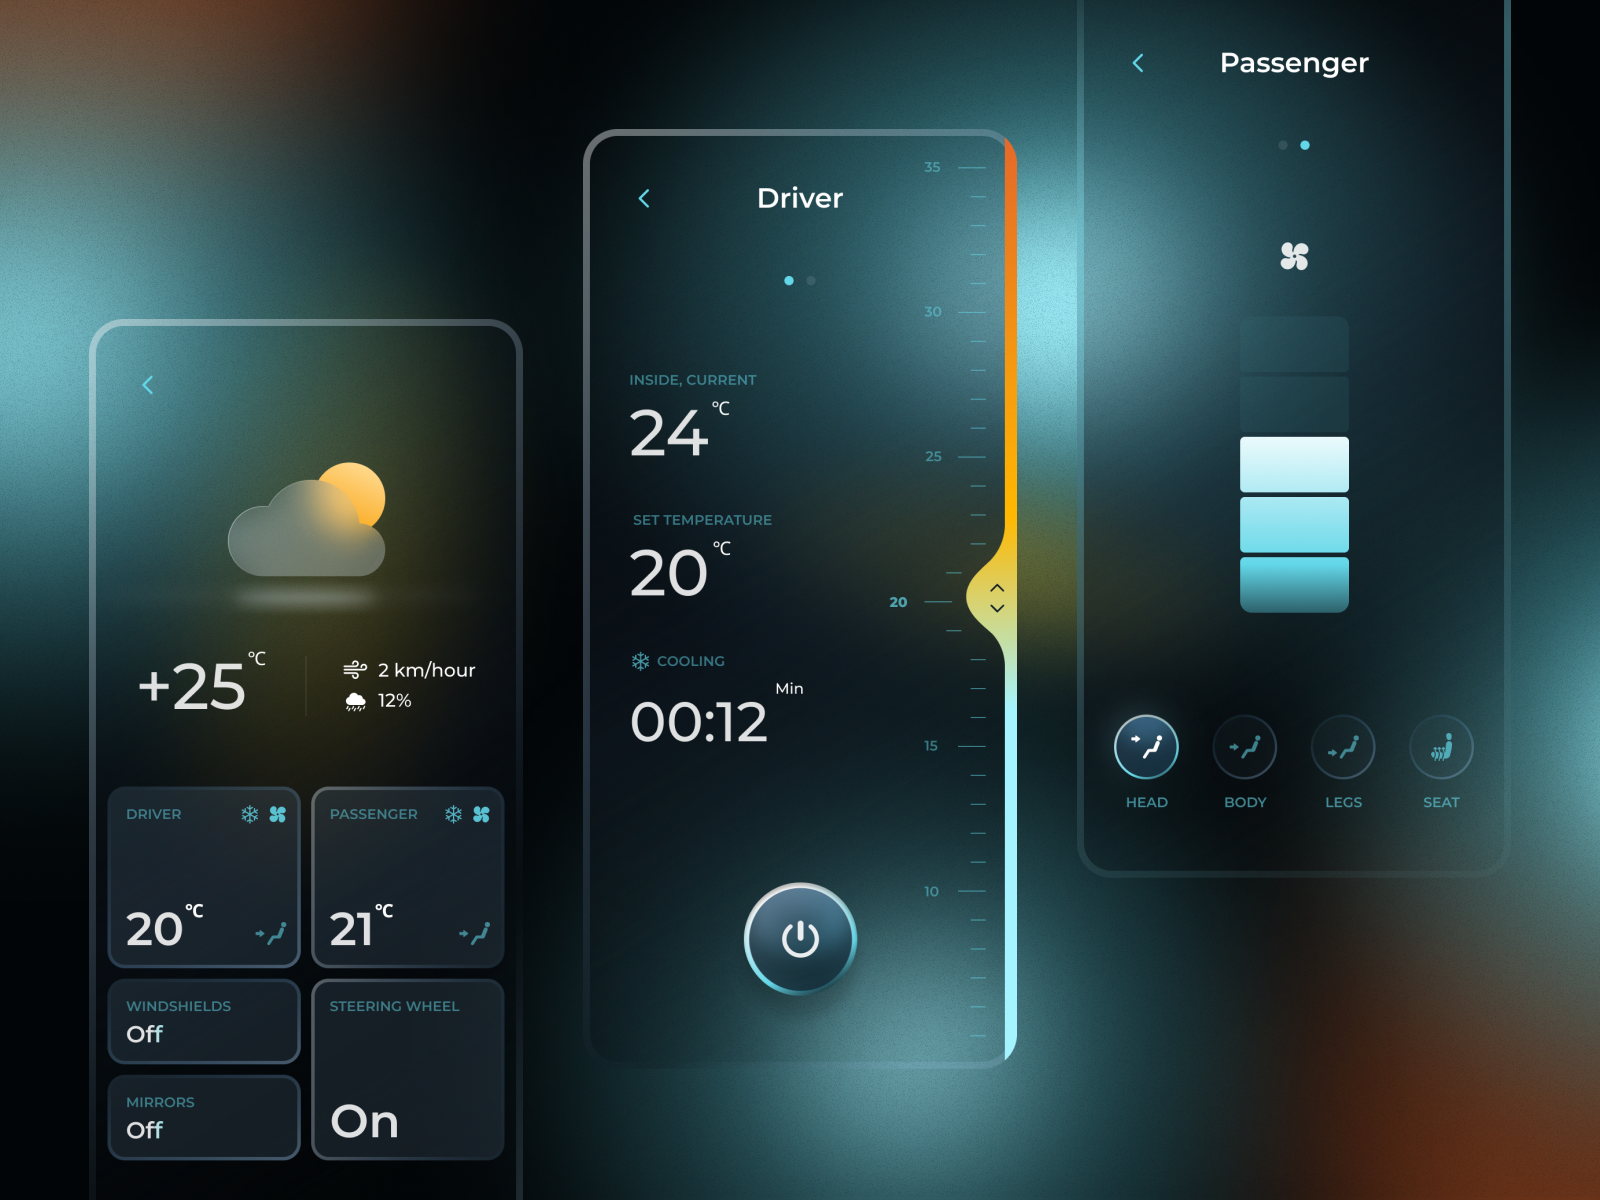 +25 °C
2 km/hour
12%
DRIVER
20 °C
PASSENGER
21 °C
WINDSHIELDS
Off
MIRRORS
Off
STEERING WHEEL
On
Driver
INSIDE, CURRENT
24 °C
SET TEMPERATURE
20 °C
COOLING
00:12 Min
35
30
25
20
15
10
Passenger
HEAD
BODY
LEGS
SEAT